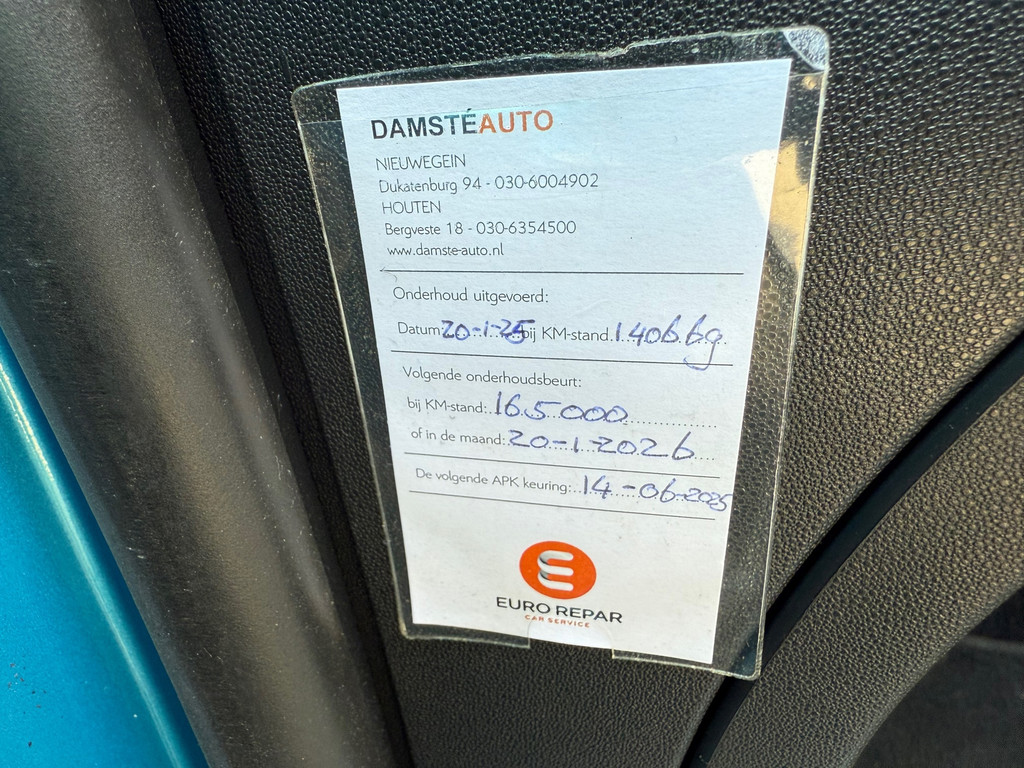 DAMSTÉAUTO
NIEUWEGEIN
Dukatenburg 94 - 030-6004902
HOUTEN
Bergveste 18 - 030-6354500
www.damste-auto.nl
Onderhoud uitgevoerd:
Datum 20-1-25 bij KM-stand. 140669
Volgende onderhoudsbeurt:
bij KM-stand: 165000
of in de maand: 20-1-2026
De volgende APK keuring: 14-06-2025
EURO REPAR
CAR SERVICE